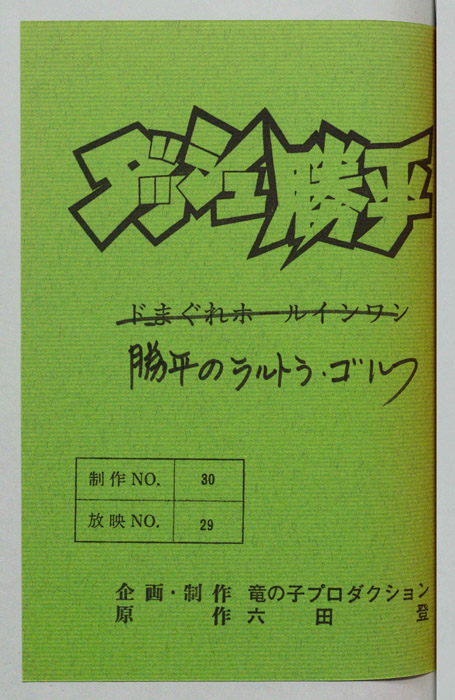 ダッシュ勝平
ドまぐれホールインワン
勝平のウルトラ・ゴルフ
制作NO. 30
放映NO. 29
企画・制作 竜の子プロダクション
原作 六田登